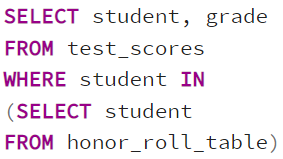 SELECT student, grade
FROM test_scores
WHERE student IN
(SELECT student
FROM honor_roll_table)